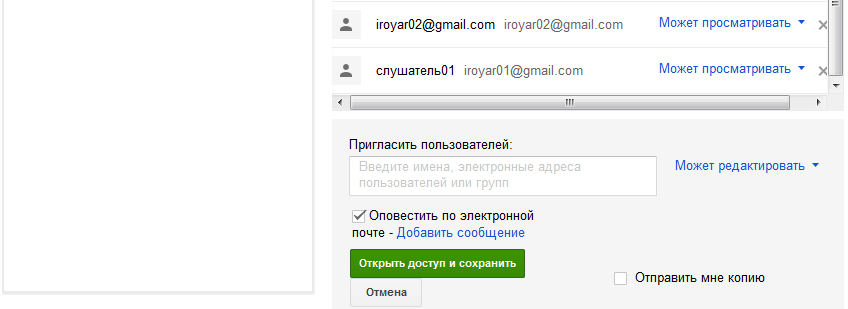 iroyar02@gmail.com iroyar02@gmail.com Может просматривать
слушатель01 iroyar01@gmail.com Может просматривать
Пригласить пользователей:
Введите имена, электронные адреса
пользователей или групп
Может редактировать
Оповестить по электронной
почте - Добавить сообщение
Открыть доступ и сохранить
Отправить мне копию
Отмена